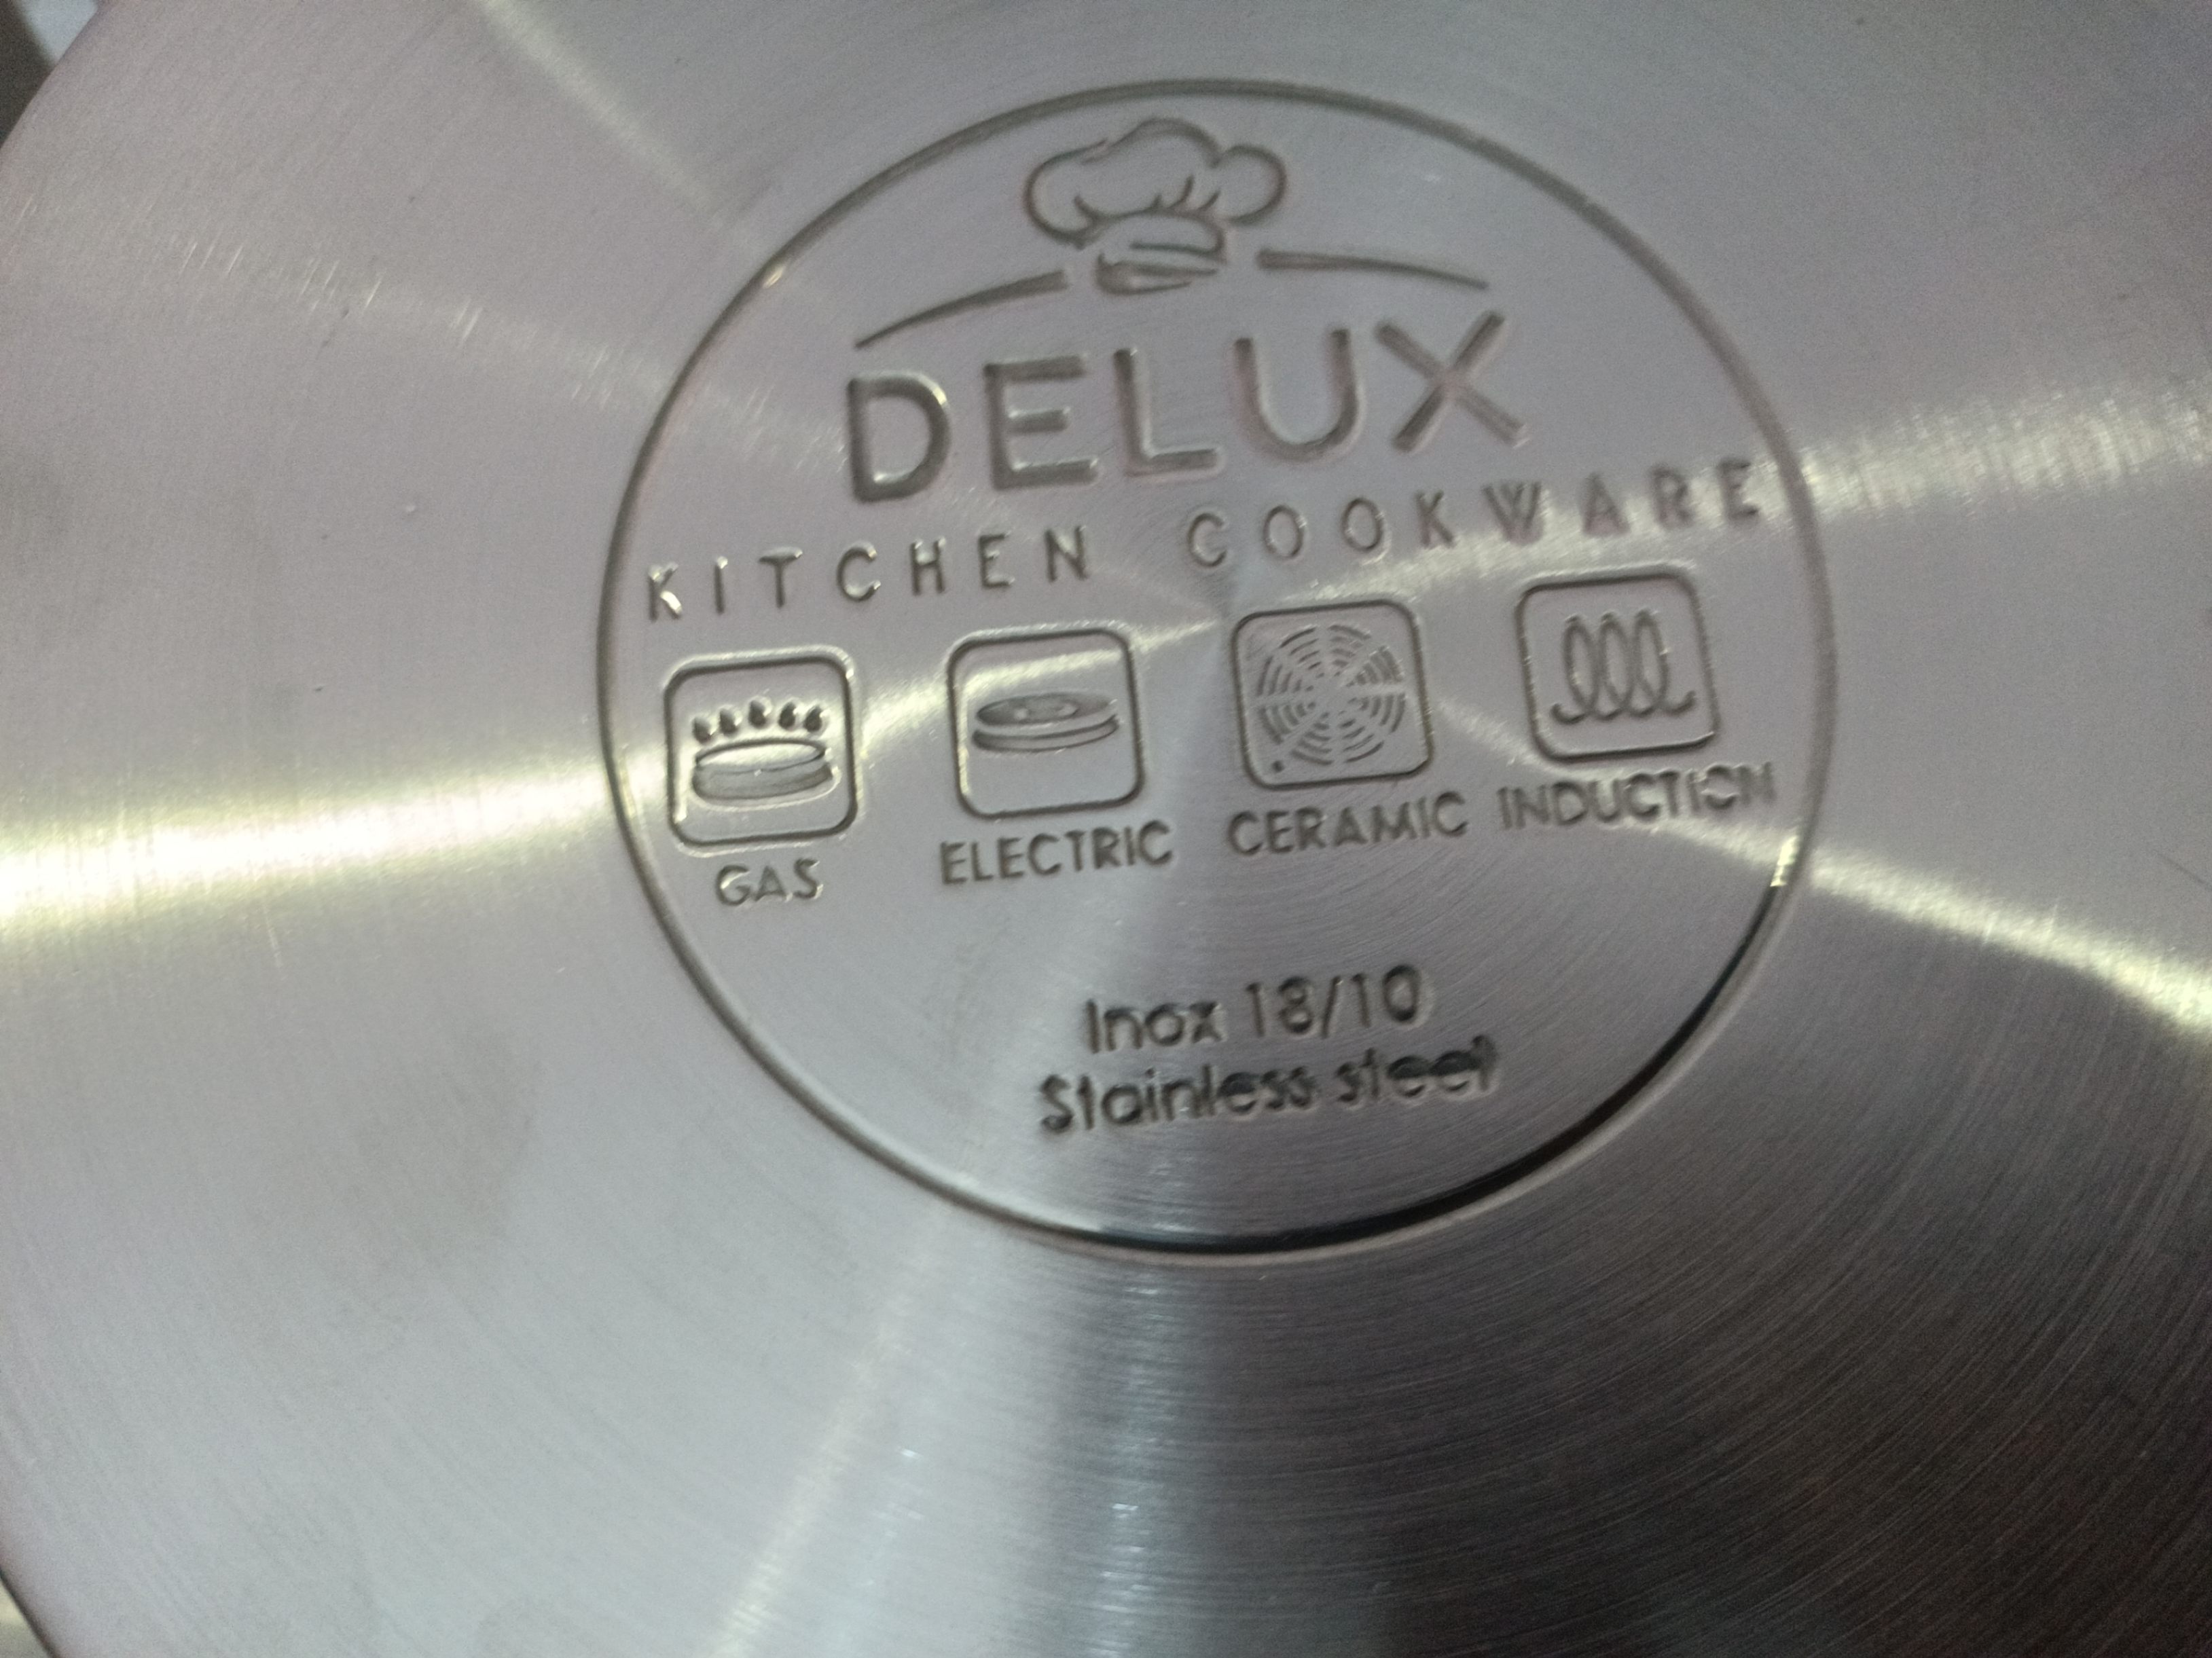 DELUX
KITCHEN COOKWARE
GAS ELECTRIC CERAMIC INDUCTION
Inox 18/10
Stainless steel